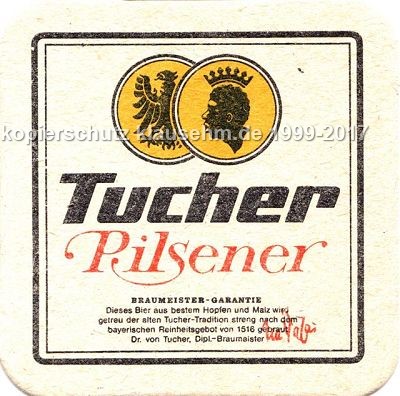 kopierschutz-klausehm.de 1999-2017
Tucher
Pilsener
BRAUMEISTER-GARANTIE
Dieses Bier aus bestem Hopfen und Malz wird
getreu der alten Tucher-Tradition streng nach dem
bayerischen Reinheitsgebot von 1516 gebraut.
Dr. von Tucher, Dipl.-Braumeister